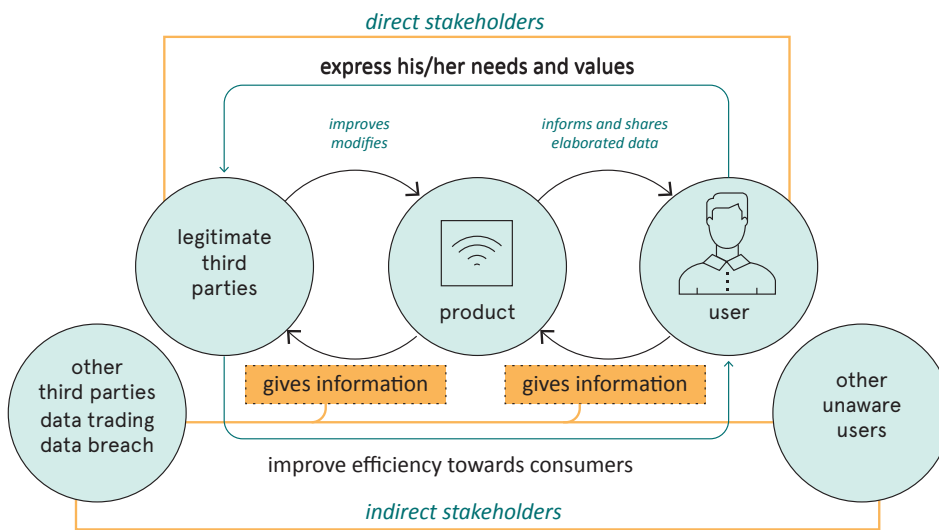 direct stakeholders
express his/her needs and values
improves
modifies
informs and shares
elaborated data
legitimate
third
parties
product
user
other
third parties
data trading
data breach
gives information
gives information
other
unaware
users
improve efficiency towards consumers
indirect stakeholders